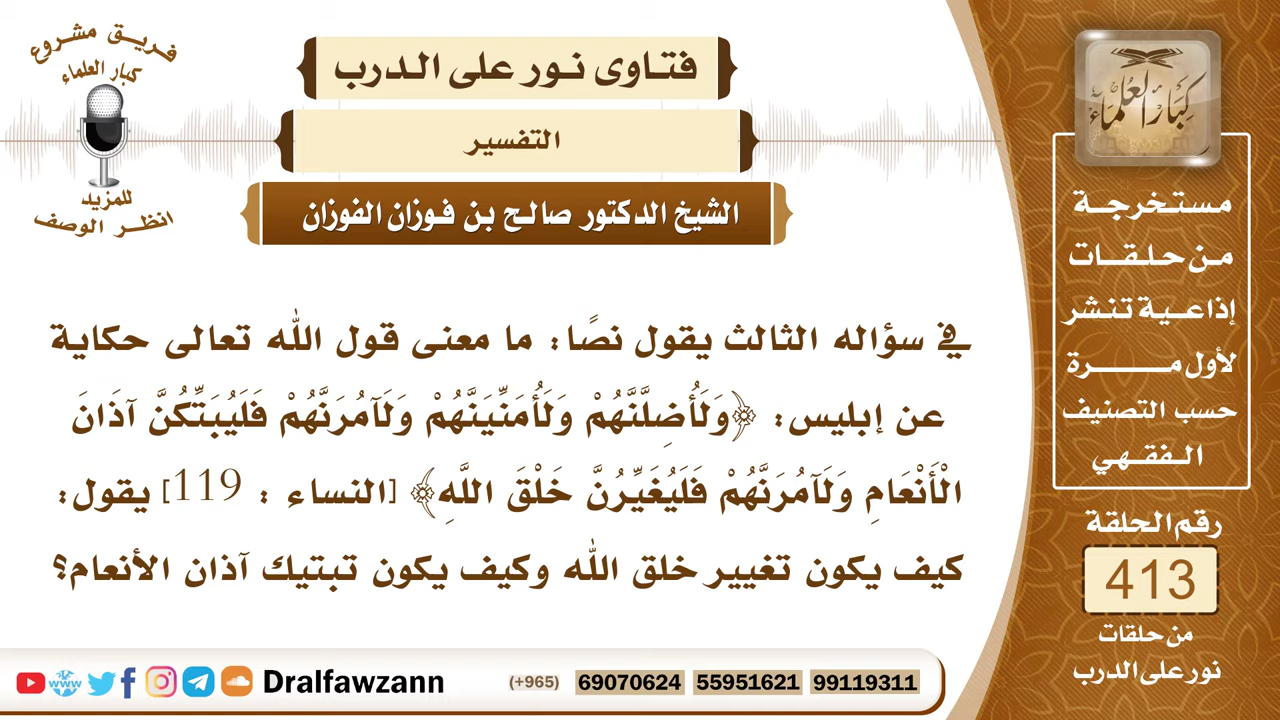 فريق مشروع
كبار العلماء
للمزيد
انظر الوصف
فتاوى نور على الدرب
التفسير
الشيخ الدكتور صالح بن فوزان الفوزان
في سؤاله الثالث يقول نصًا: ما معنى قول الله تعالى حكاية
عن إبليس: ﴿وَلَأُضِلَّنَّهُمْ وَلَأُمَنِّيَنَّهُمْ وَلَآمُرَنَّهُمْ فَلَيُبَتِّكُنَّ آذَانَ
الْأَنْعَامِ وَلَآمُرَنَّهُمْ فَلَيُغَيِّرُنَّ خَلْقَ اللَّهِ﴾ [النساء : 119] يقول:
كيف يكون تغيير خلق الله وكيف يكون تبتيك آذان الأنعام؟
كبار العلماء
مستخرجة
من حلقات
إذاعية تنشر
لأول مرة
حسب التصنيف
الفقهي
رقم الحلقة
413
من حلقات
نور على الدرب
www
Dralfawzann
(+965) 69070624 55951621 99119311